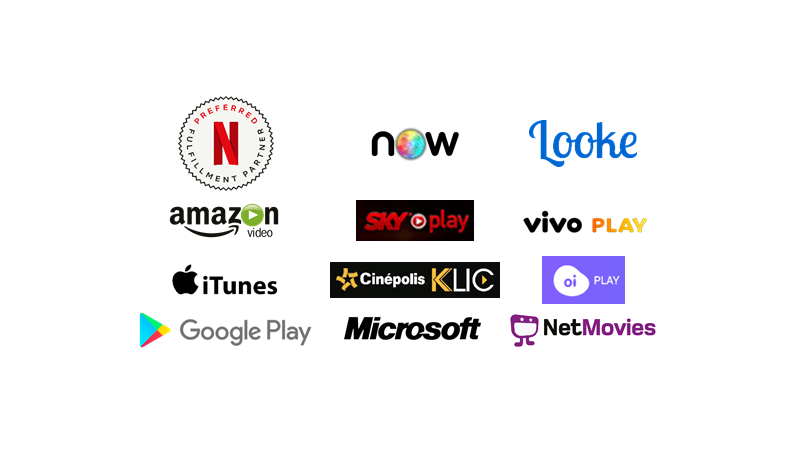 PREFERRED
FULFILLMENT PARTNER
N
now
Looke
amazon
video
SKY play
vivo PLAY
iTunes
Cinépolis KLIC
oi PLAY
Google Play
Microsoft
NetMovies